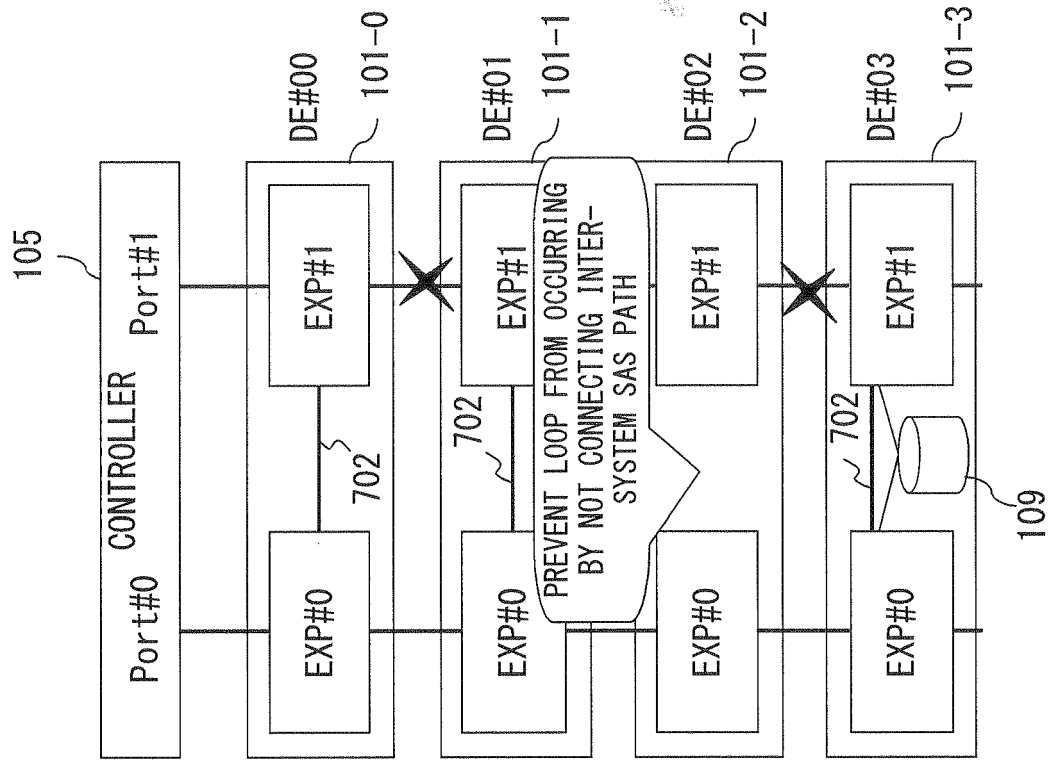 105
CONTROLLER
Port#0
Port#1
DE#00
EXP#0
EXP#1
702
101-0
DE#01
EXP#0
702
EXP#1
101-1
PREVENT LOOP FROM OCCURRING
BY NOT CONNECTING INTER-
SYSTEM SAS PATH
DE#02
EXP#0
EXP#1
101-2
DE#03
EXP#0
702
EXP#1
101-3
109